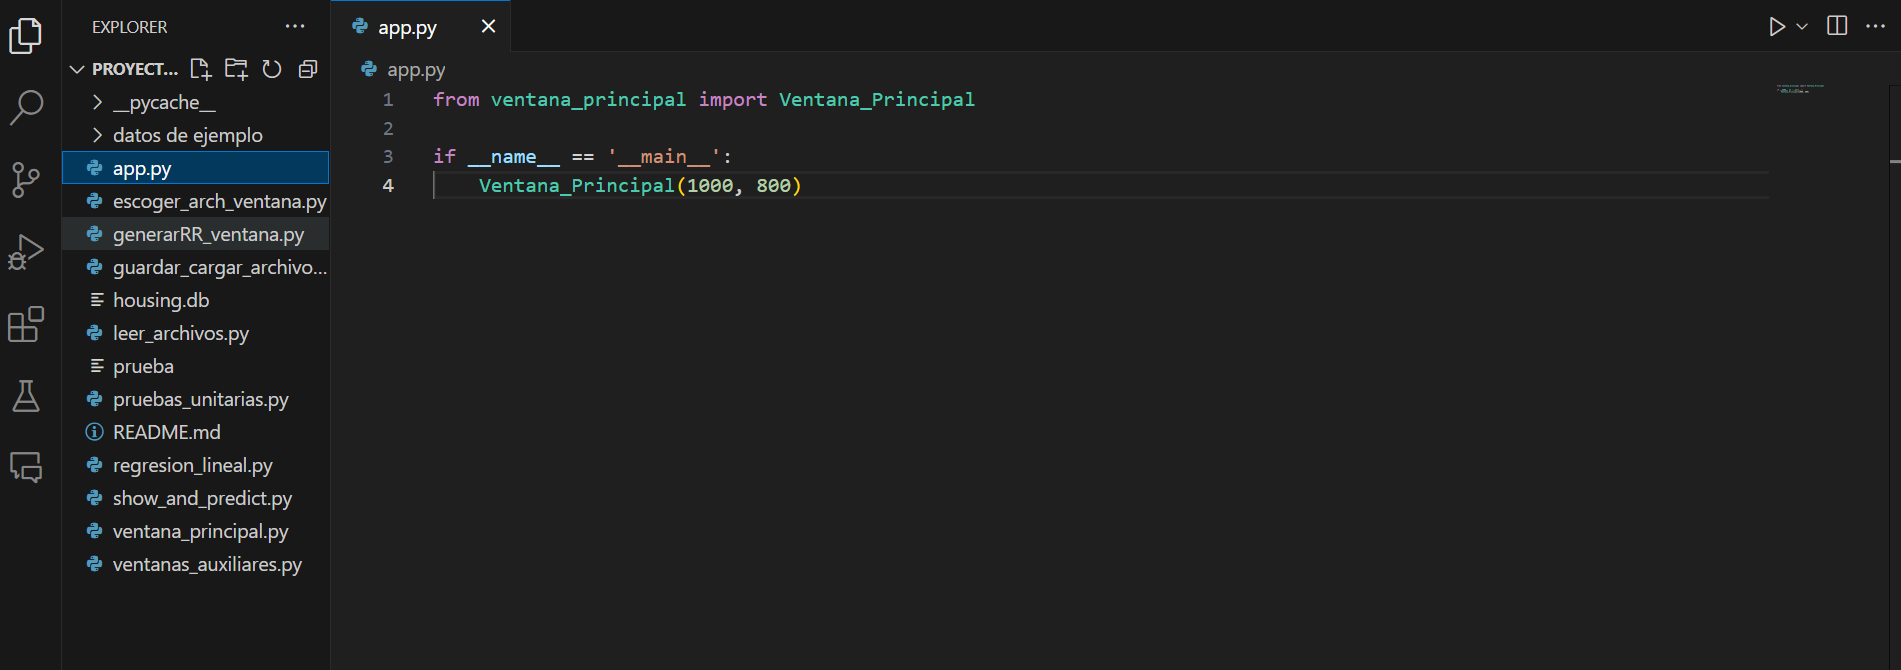 EXPLORER
PROYECT...
__pycache__
datos de ejemplo
app.py
escoger_arch_ventana.py
generarRR_ventana.py
guardar_cargar_archivo...
housing.db
leer_archivos.py
prueba
pruebas_unitarias.py
README.md
regresion_lineal.py
show_and_predict.py
ventana_principal.py
ventanas_auxiliares.py
app.py
app.py
1 from ventana_principal import Ventana_Principal
2
3 if __name__ == '__main__':
4 Ventana_Principal(1000, 800)